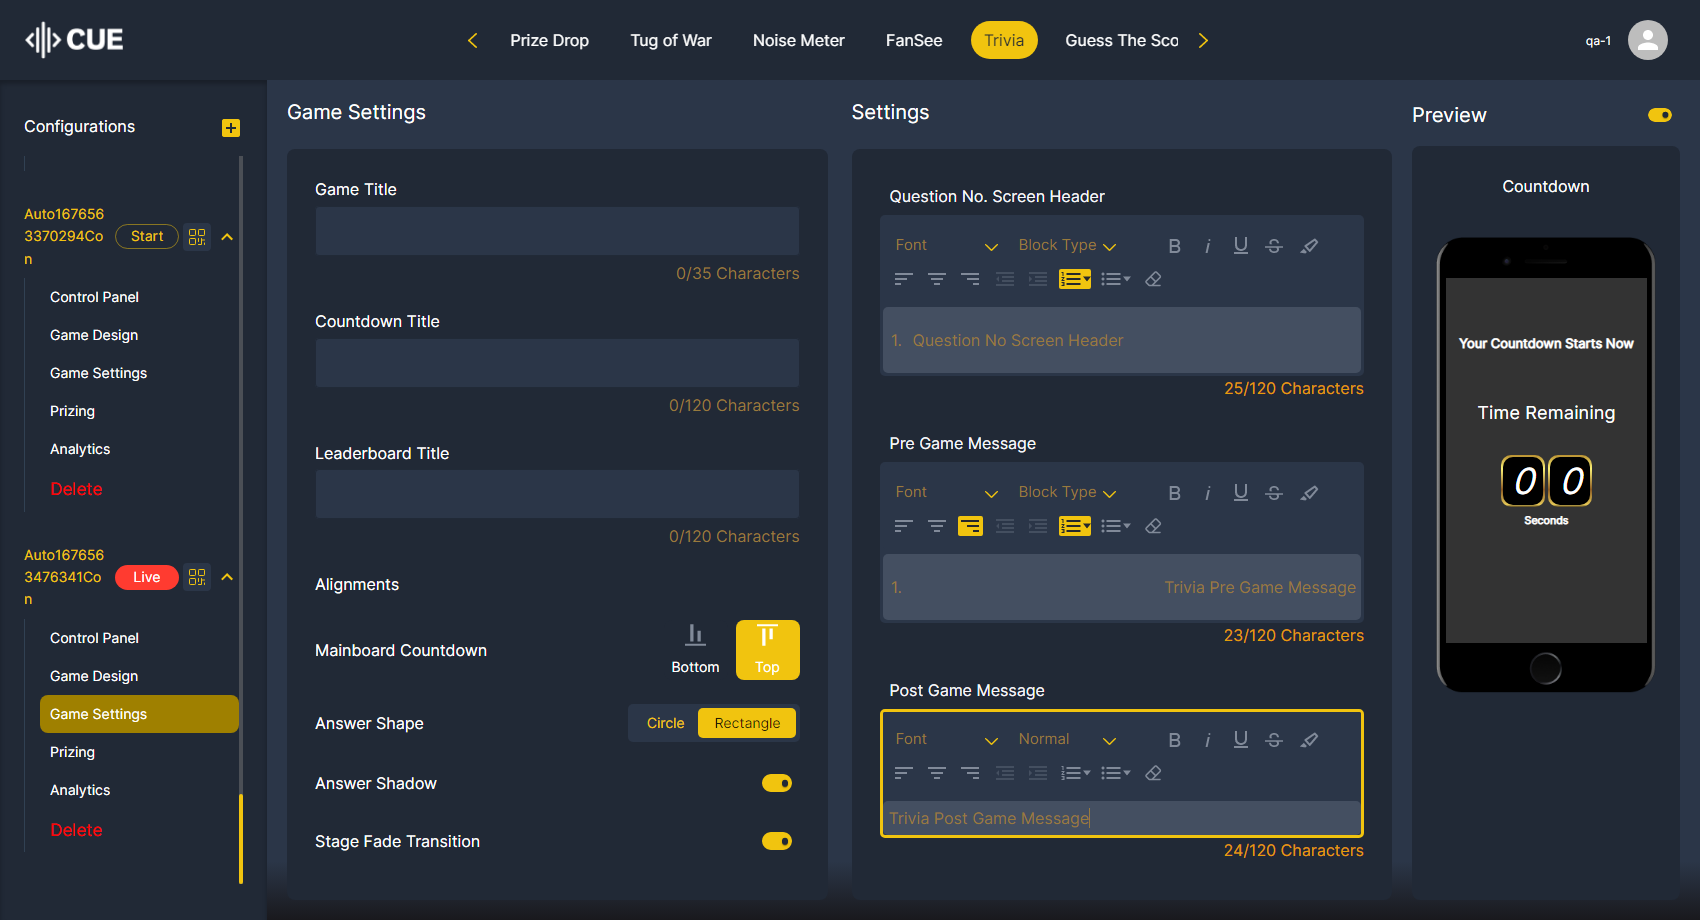 CUE
Prize Drop
Tug of War
Noise Meter
FanSee
Trivia
Guess The Sco
qa-1
Configurations
Auto167656
3370294Co
n
Start
Control Panel
Game Design
Game Settings
Prizing
Analytics
Delete
Auto167656
3476341Co
n
Live
Control Panel
Game Design
Game Settings
Prizing
Analytics
Delete
Game Settings
Game Title
0/35 Characters
Countdown Title
0/120 Characters
Leaderboard Title
0/120 Characters
Alignments
Mainboard Countdown
Bottom
Top
Answer Shape
Circle
Rectangle
Answer Shadow
Stage Fade Transition
Settings
Question No. Screen Header
Font
Block Type
B i U S
1. Question No Screen Header
25/120 Characters
Pre Game Message
Font
Block Type
B i U S
1. Trivia Pre Game Message
23/120 Characters
Post Game Message
Font
Normal
B i U S
Trivia Post Game Message
24/120 Characters
Preview
Countdown
Your Countdown Starts Now
Time Remaining
0 0
Seconds